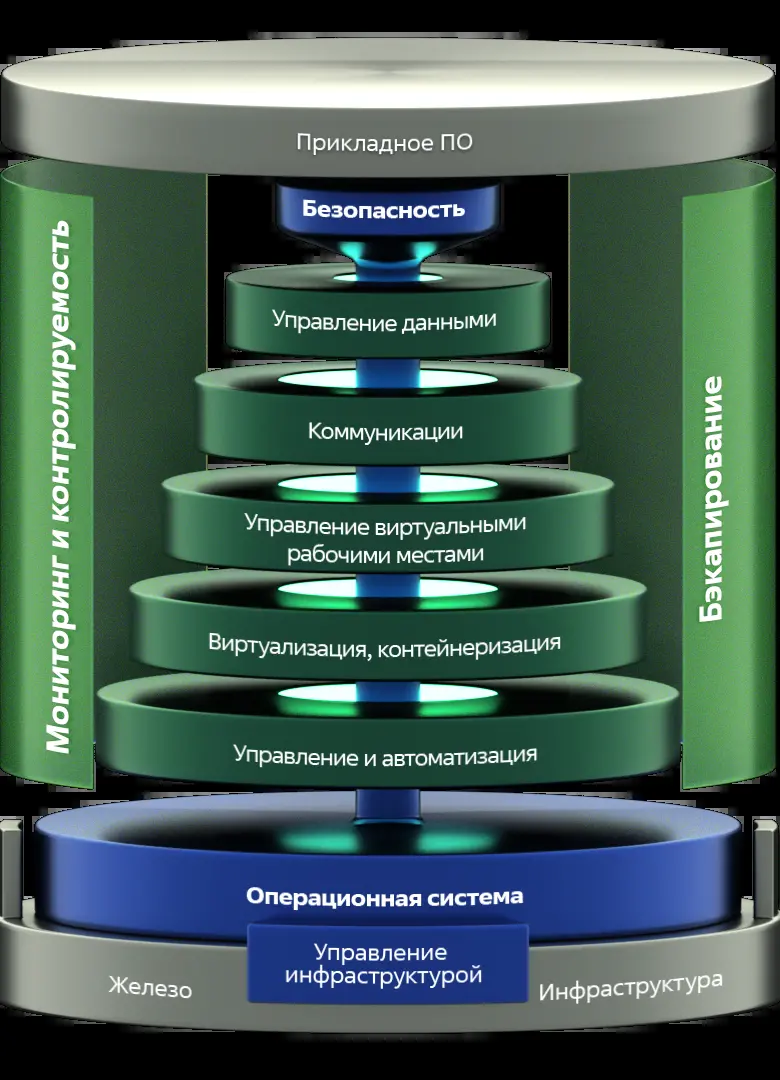 Прикладное ПО
Безопасность
Управление данными
Коммуникации
Управление виртуальными
рабочими местами
Виртуализация, контейнеризация
Управление и автоматизация
Мониторинг и контролируемость
Бэкапирование
Операционная система
Управление
инфраструктурой
Железо
Инфраструктура